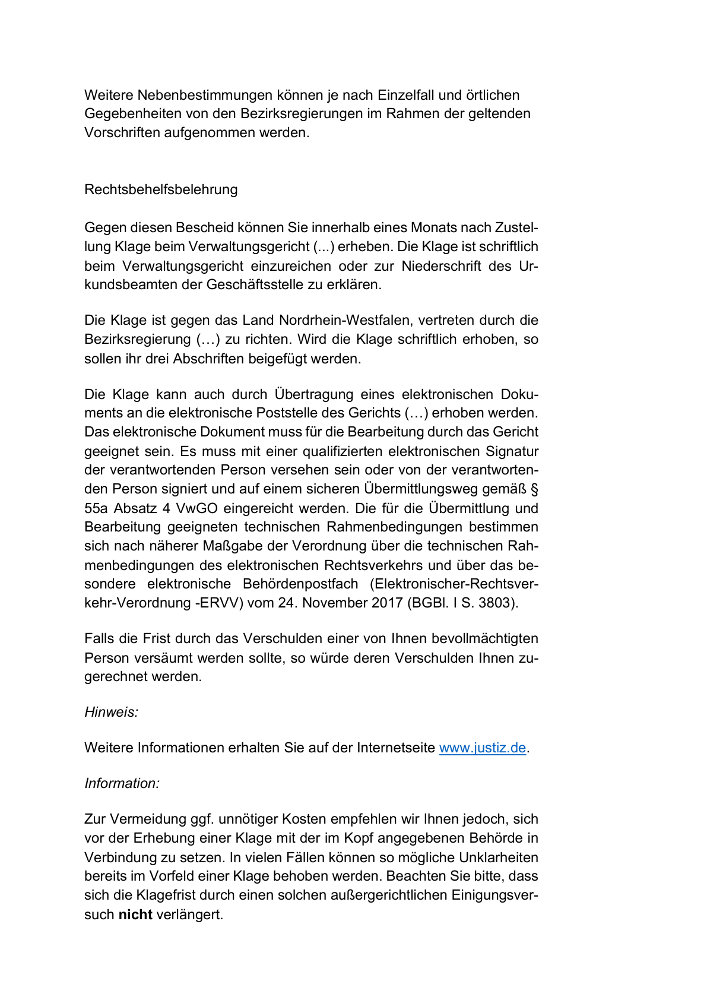 Weitere Nebenbestimmungen können je nach Einzelfall und örtlichen
Gegebenheiten von den Bezirksregierungen im Rahmen der geltenden
Vorschriften aufgenommen werden.
Rechtsbehelfsbelehrung
Gegen diesen Bescheid können Sie innerhalb eines Monats nach Zustel-
lung Klage beim Verwaltungsgericht (...) erheben. Die Klage ist schriftlich
beim Verwaltungsgericht einzureichen oder zur Niederschrift des Ur-
kundsbeamten der Geschäftsstelle zu erklären.
Die Klage ist gegen das Land Nordrhein-Westfalen, vertreten durch die
Bezirksregierung (…) zu richten. Wird die Klage schriftlich erhoben, so
sollen ihr drei Abschriften beigefügt werden.
Die Klage kann auch durch Übertragung eines elektronischen Doku-
ments an die elektronische Poststelle des Gerichts (…) erhoben werden.
Das elektronische Dokument muss für die Bearbeitung durch das Gericht
geeignet sein. Es muss mit einer qualifizierten elektronischen Signatur
der verantwortenden Person versehen sein oder von der verantworten-
den Person signiert und auf einem sicheren Übermittlungsweg gemäß §
55a Absatz 4 VwGO eingereicht werden. Die für die Übermittlung und
Bearbeitung geeigneten technischen Rahmenbedingungen bestimmen
sich nach näherer Maßgabe der Verordnung über die technischen Rah-
menbedingungen des elektronischen Rechtsverkehrs und über das be-
sondere elektronische Behördenpostfach (Elektronischer-Rechtsver-
kehr-Verordnung -ERVV) vom 24. November 2017 (BGBl. I S. 3803).
Falls die Frist durch das Verschulden einer von Ihnen bevollmächtigten
Person versäumt werden sollte, so würde deren Verschulden Ihnen zu-
gerechnet werden.
Hinweis:
Weitere Informationen erhalten Sie auf der Internetseite www.justiz.de.
Information:
Zur Vermeidung ggf. unnötiger Kosten empfehlen wir Ihnen jedoch, sich
vor der Erhebung einer Klage mit der im Kopf angegebenen Behörde in
Verbindung zu setzen. In vielen Fällen können so mögliche Unklarheiten
bereits im Vorfeld einer Klage behoben werden. Beachten Sie bitte, dass
sich die Klagefrist durch einen solchen außergerichtlichen Einigungsver-
such nicht verlängert.